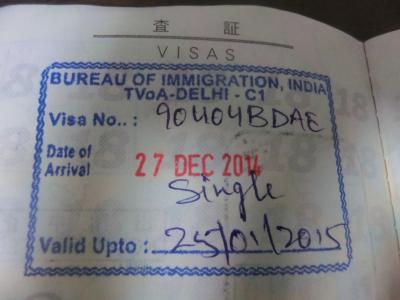 査証
VISAS
BUREAU OF IMMIGRATION, INDIA
TVoA-DELHI - C1
Visa No.. : 90404BDAE
Date of
Arrival 27 DEC 2014
Single
Valid Upto : 25/01/2015